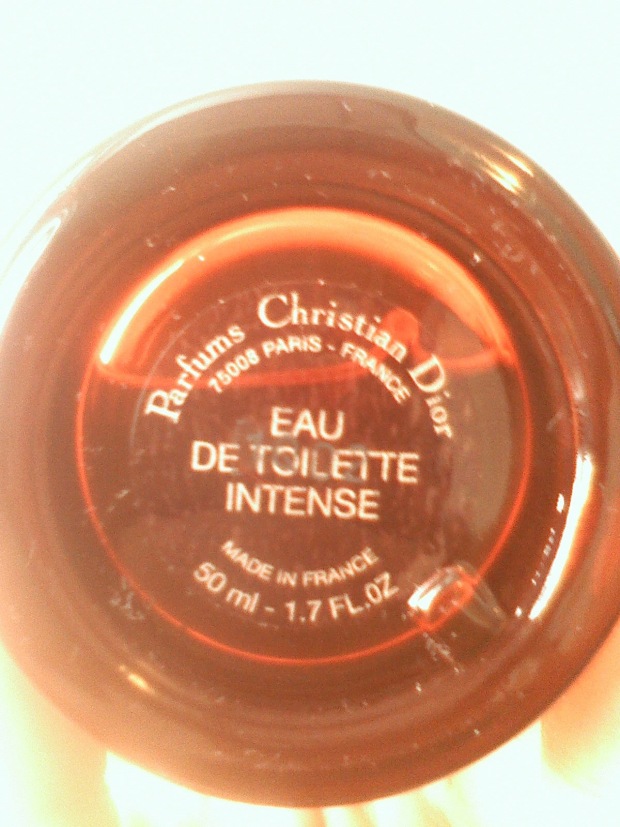 Parfums Christian Dior
75008 PARIS - FRANCE
EAU
DE TOILETTE
INTENSE
MADE IN FRANCE
50 ml - 1.7 FL.OZ